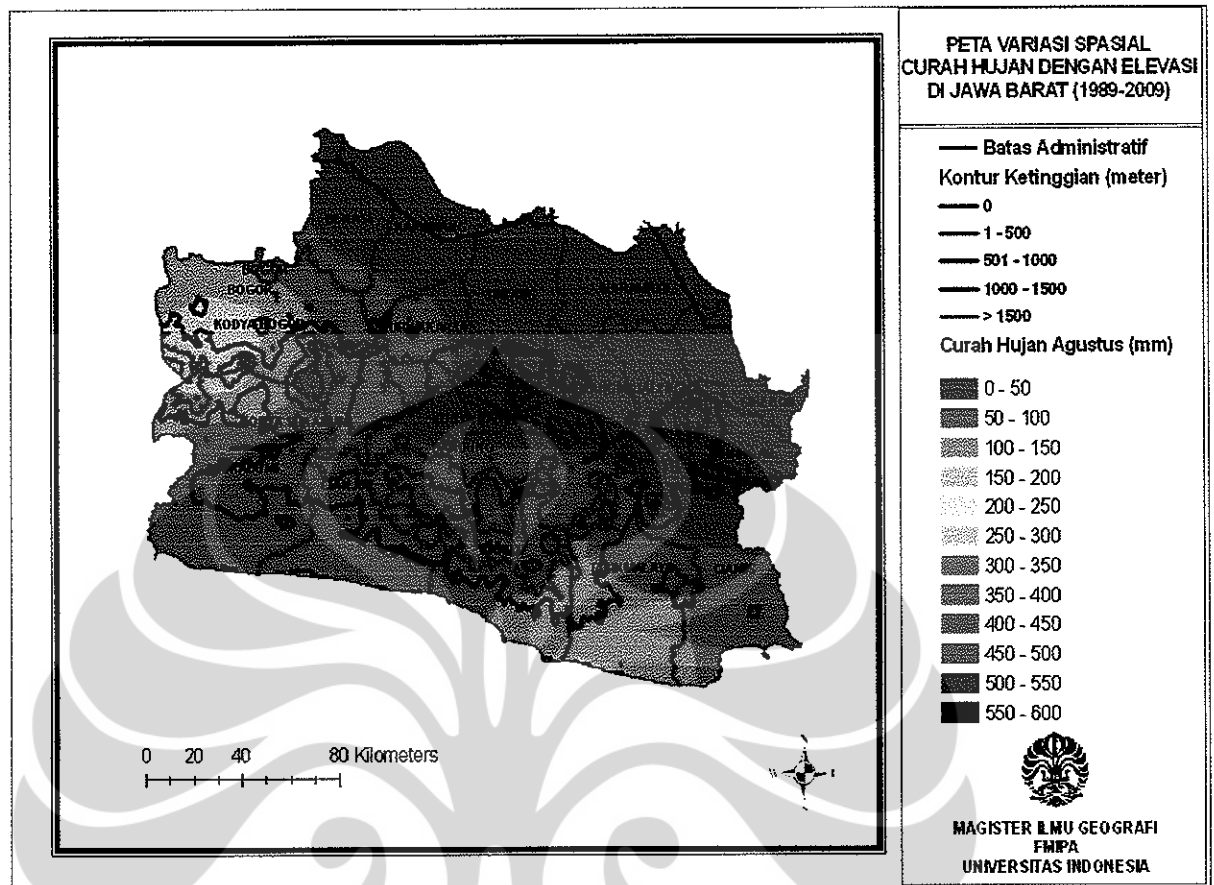 PETA VARIASI SPASIAL
CURAH HUJAN DENGAN ELEVASI
DI JAWA BARAT (1989-2009)
Batas Administratif
Kontur Ketinggian (meter)
0
1 - 500
501 - 1000
1000 - 1500
> 1500
Curah Hujan Agustus (mm)
0 - 50
50 - 100
100 - 150
150 - 200
200 - 250
250 - 300
300 - 350
350 - 400
400 - 450
450 - 500
500 - 550
550 - 600
BOGOR
0 20 40 80 Kilometers
MAGISTER ILMU GEOGRAFI
FMIPA
UNIVERSITAS INDONESIA